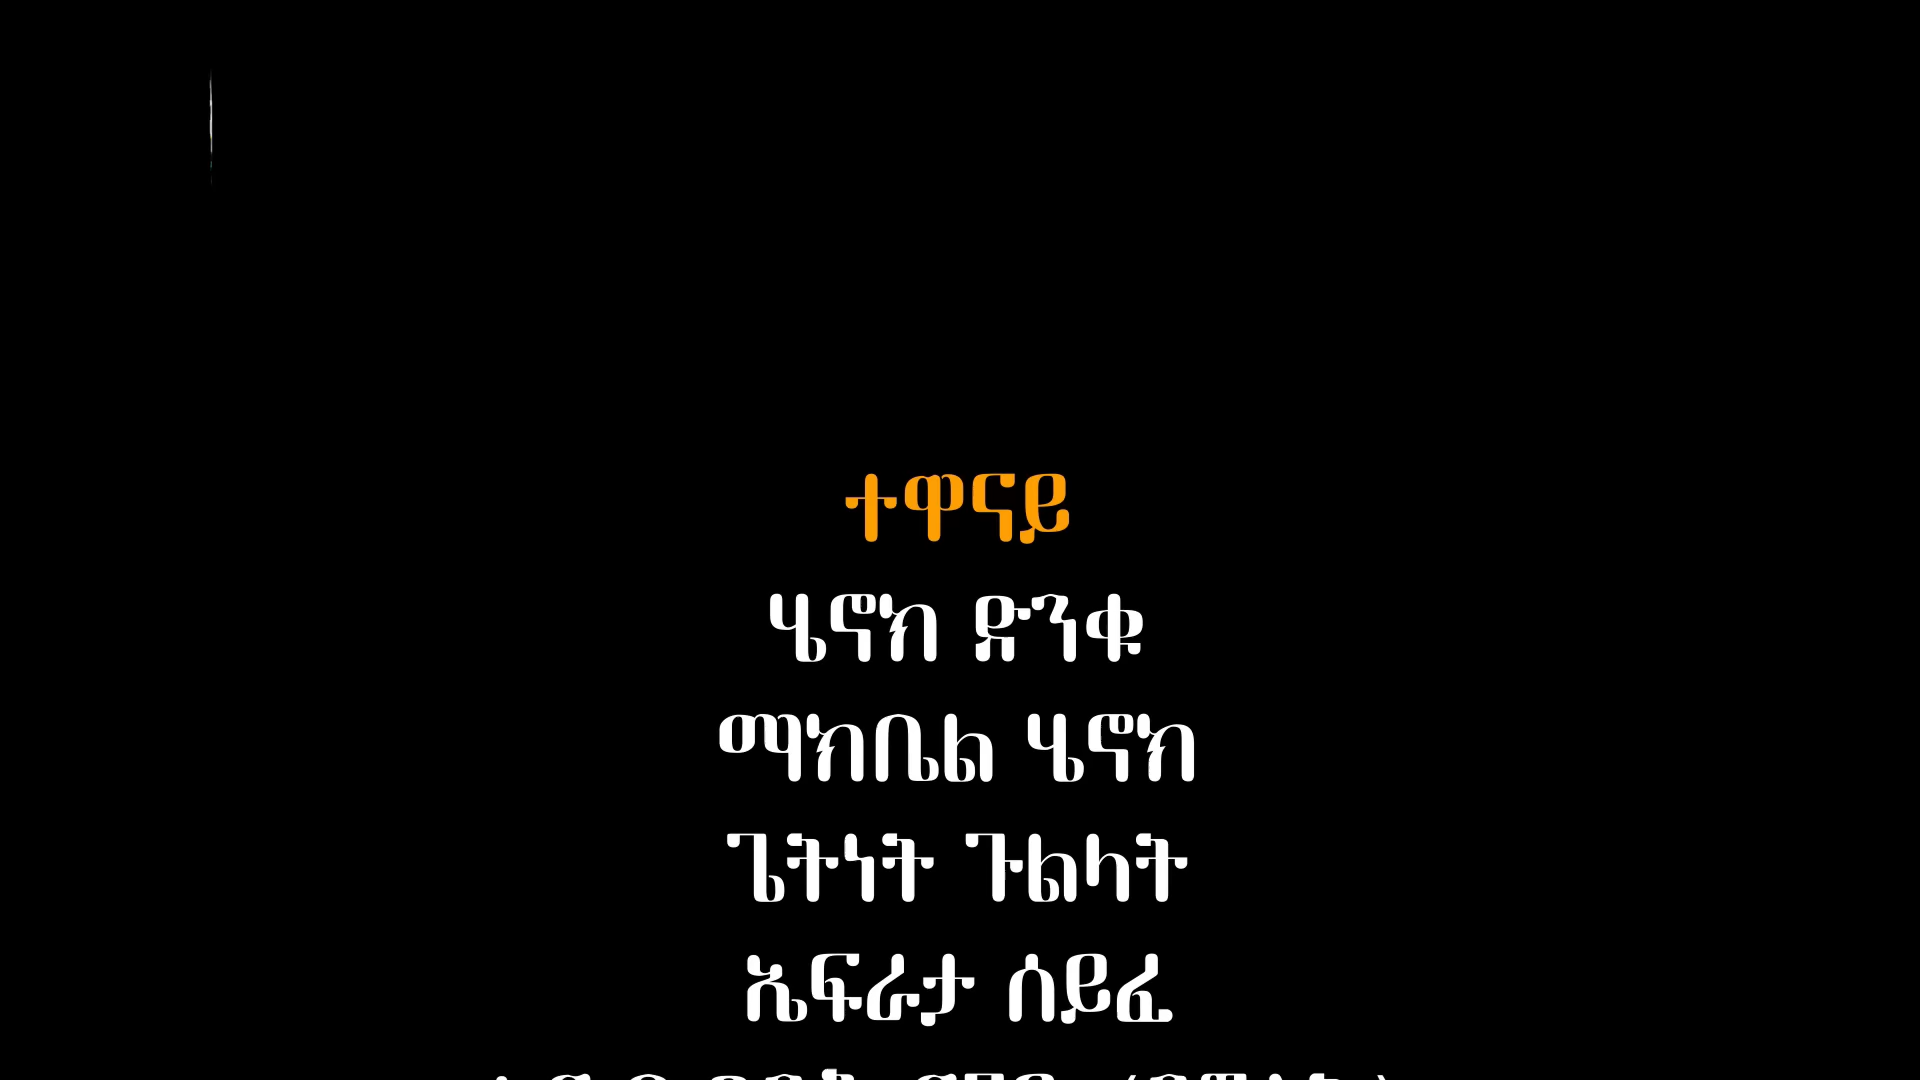 ተዋናይ
ሄኖክ ድንቁ
ማክቤል ሄኖክ
ጌትነት ጉልላት
ኤፍራታ ሰይፈ